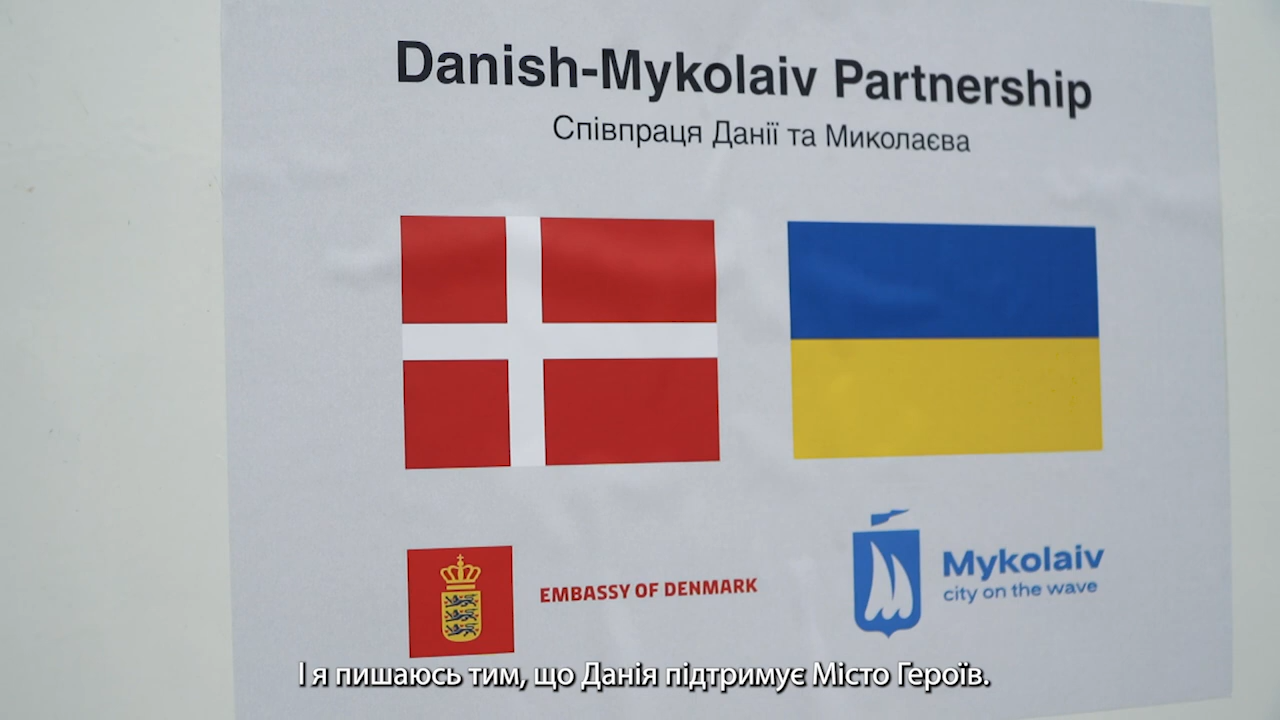 Danish-Mykolaiv Partnership
Співпраця Данії та Миколаєва
EMBASSY OF DENMARK
Mykolaiv
city on the wave
І я пишаюсь тим, що Данія підтримує Місто Героїв.